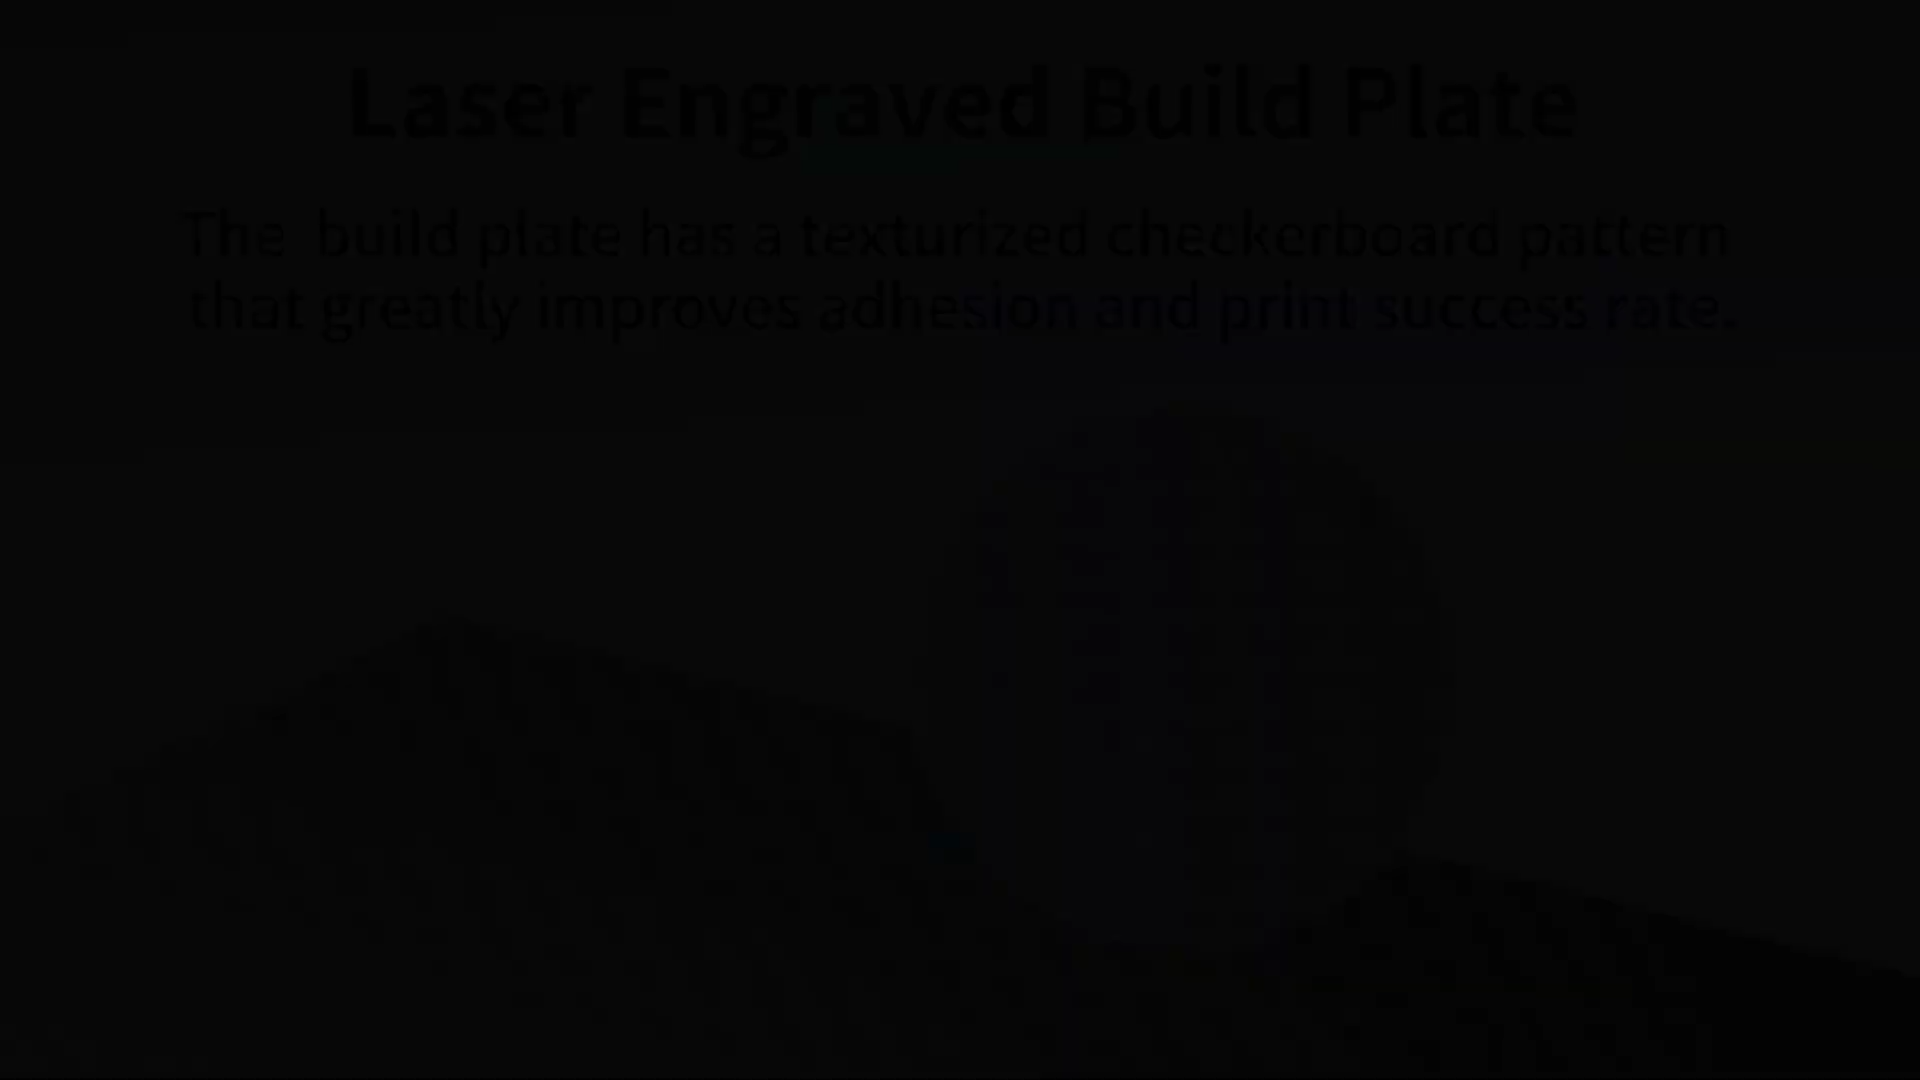 Laser Engraved Build Plate
The build plate has a texturized checkerboard pattern
that greatly improves adhesion and print success rate.